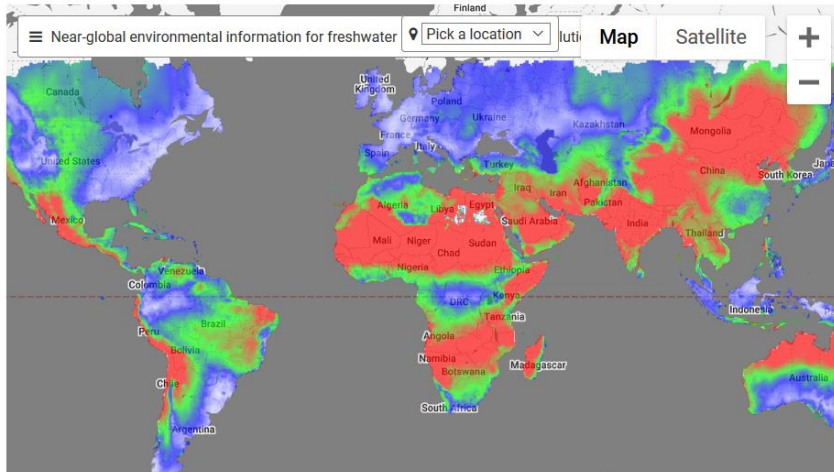 Finland
≡ Near-global environmental information for freshwater
Pick a location
Map
Satellite
+
−
Canada
United Kingdom
Poland
Germany
Ukraine
Kazakhstan
Mongolia
France
Italy
United States
Spain
Turkey
China
South Korea
Iraq
Iran
Afghanistan
Pakistan
Algeria
Libya
Egypt
Saudi Arabia
India
Mexico
Mali
Niger
Chad
Sudan
Thailand
Nigeria
Ethiopia
Venezuela
Colombia
DRC
Kenya
Indonesia
Tanzania
Peru
Brazil
Angola
Bolivia
Namibia
Botswana
Madagascar
Chile
Australia
South Africa
Argentina